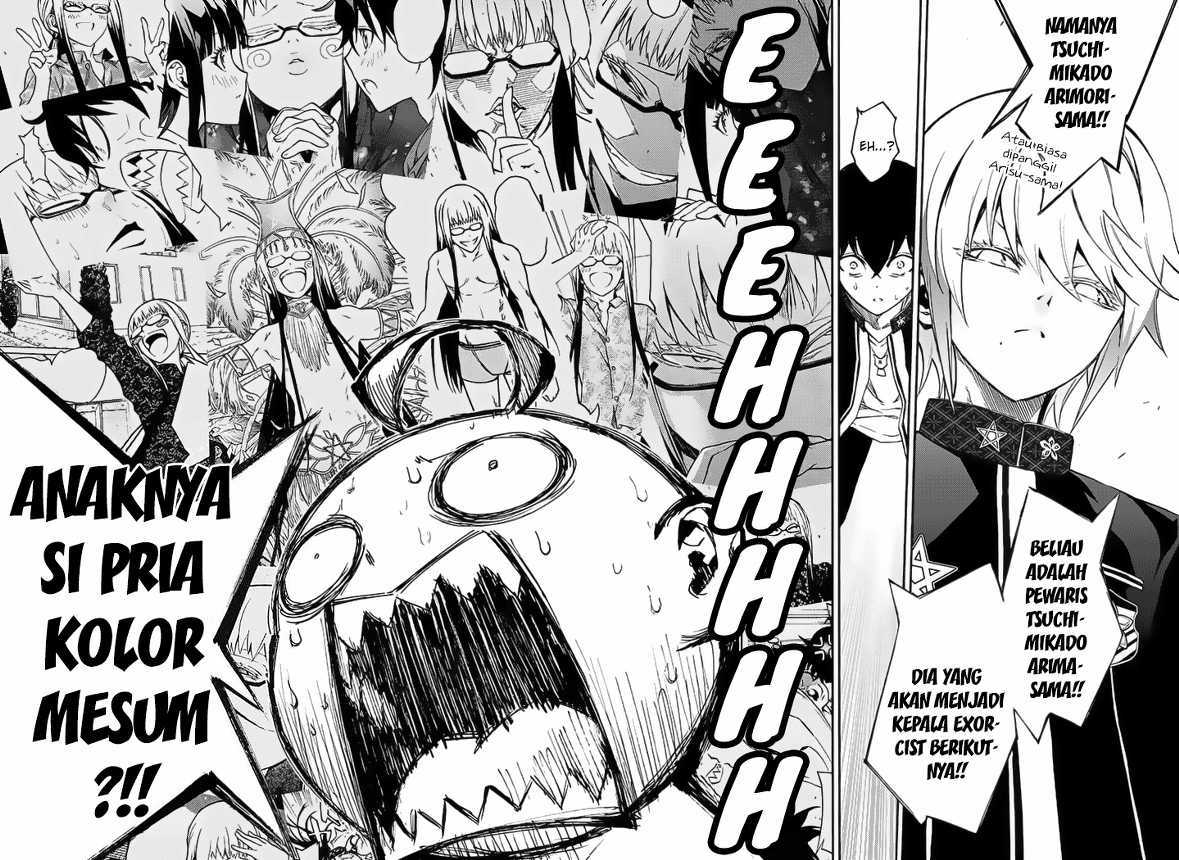 NAMANYA
TSUCHI-
MIKADO
ARIMORI-
SAMA!!
Atau Biasa
dipanggil
Arisu-sama!
EH...?
BELIAU
ADALAH
PEWARIS
TSUCHI-
MIKADO
ARIMA-
SAMA!!
DIA YANG
AKAN MENJADI
KEPALA EXOR-
CIST BERIKUT-
NYA!!
EEEEHHHHHH
ANAKNYA
SI PRIA
KOLOR
MESUM
?!!